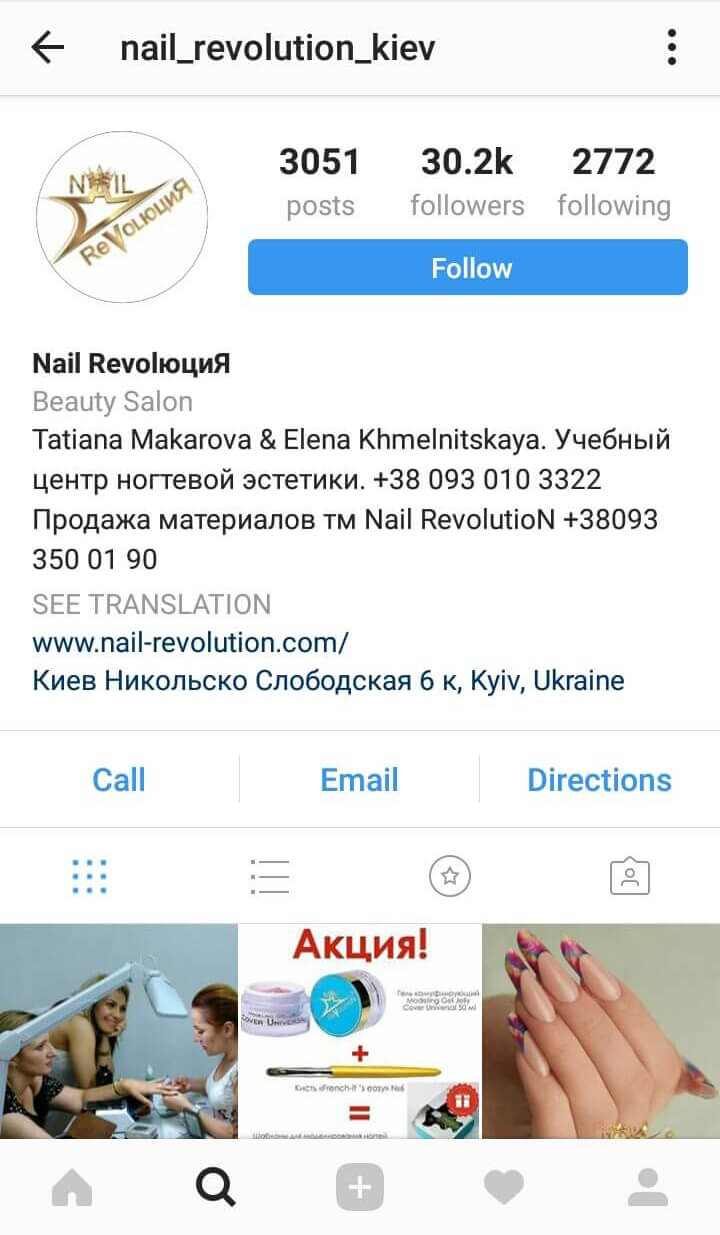 nail_revolution_kiev
3051
30.2k
2772
posts
followers
following
NAIL
ReVoLюциЯ
Follow
Nail RevolюциЯ
Beauty Salon
Tatiana Makarova & Elena Khmelnitskaya. Учебный
центр ногтевой эстетики. +38 093 010 3322
Продажа материалов тм Nail RevolutioN +38093
350 01 90
SEE TRANSLATION
www.nail-revolution.com/
Киев Никольско Слободская 6 к, Kyiv, Ukraine
Call
Email
Directions
Акция!
Гель камуфлирующий
Modeling Gel Jelly
Cover Universal 30 мл
COVER UNIVERSAL
+
Кисть «French-it 's easy» №6
=
Шаблоны для моделирования ногтей